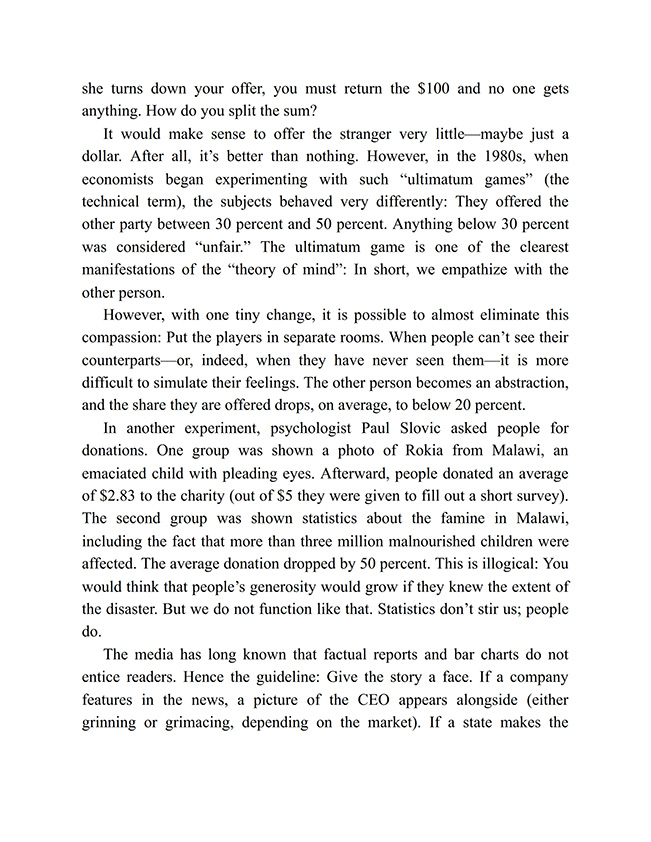 she turns down your offer, you must return the $100 and no one gets
anything. How do you split the sum?
It would make sense to offer the stranger very little—maybe just a
dollar. After all, it’s better than nothing. However, in the 1980s, when
economists began experimenting with such “ultimatum games” (the
technical term), the subjects behaved very differently: They offered the
other party between 30 percent and 50 percent. Anything below 30 percent
was considered “unfair.” The ultimatum game is one of the clearest
manifestations of the “theory of mind”: In short, we empathize with the
other person.
However, with one tiny change, it is possible to almost eliminate this
compassion: Put the players in separate rooms. When people can’t see their
counterparts—or, indeed, when they have never seen them—it is more
difficult to simulate their feelings. The other person becomes an abstraction,
and the share they are offered drops, on average, to below 20 percent.
In another experiment, psychologist Paul Slovic asked people for
donations. One group was shown a photo of Rokia from Malawi, an
emaciated child with pleading eyes. Afterward, people donated an average
of $2.83 to the charity (out of $5 they were given to fill out a short survey).
The second group was shown statistics about the famine in Malawi,
including the fact that more than three million malnourished children were
affected. The average donation dropped by 50 percent. This is illogical: You
would think that people’s generosity would grow if they knew the extent of
the disaster. But we do not function like that. Statistics don’t stir us; people
do.
The media has long known that factual reports and bar charts do not
entice readers. Hence the guideline: Give the story a face. If a company
features in the news, a picture of the CEO appears alongside (either
grinning or grimacing, depending on the market). If a state makes the